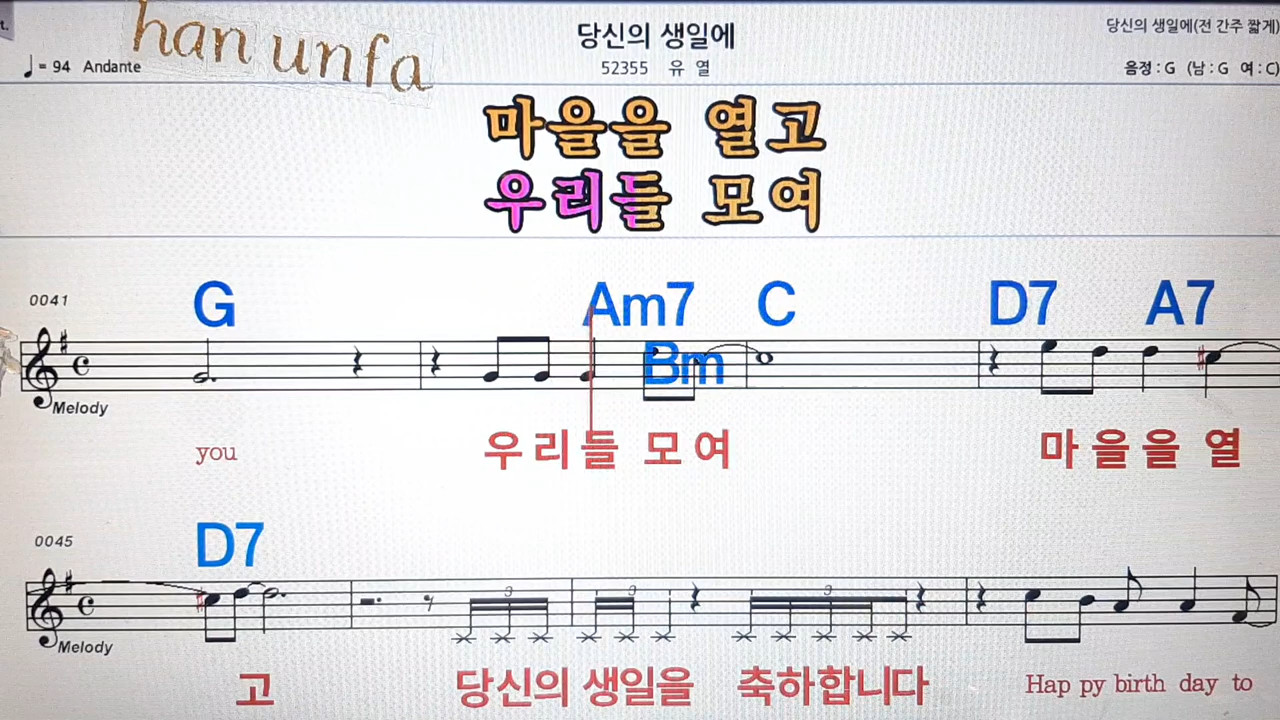 t.
han unfa
당신의 생일에
당신의 생일에(전 간주 짧게)
♩ = 94 Andante
52355 유 열
음정 : G (남 : G 여 : C)
마을을 열고
우리들 모여
0041
G Am7 C D7 A7
Bm
Melody
you 우 리 들 모 여 마 을 을 열
0045
D7
3 3 3
Melody
고 당신의 생일을 축하합니다 Hap py birth day to